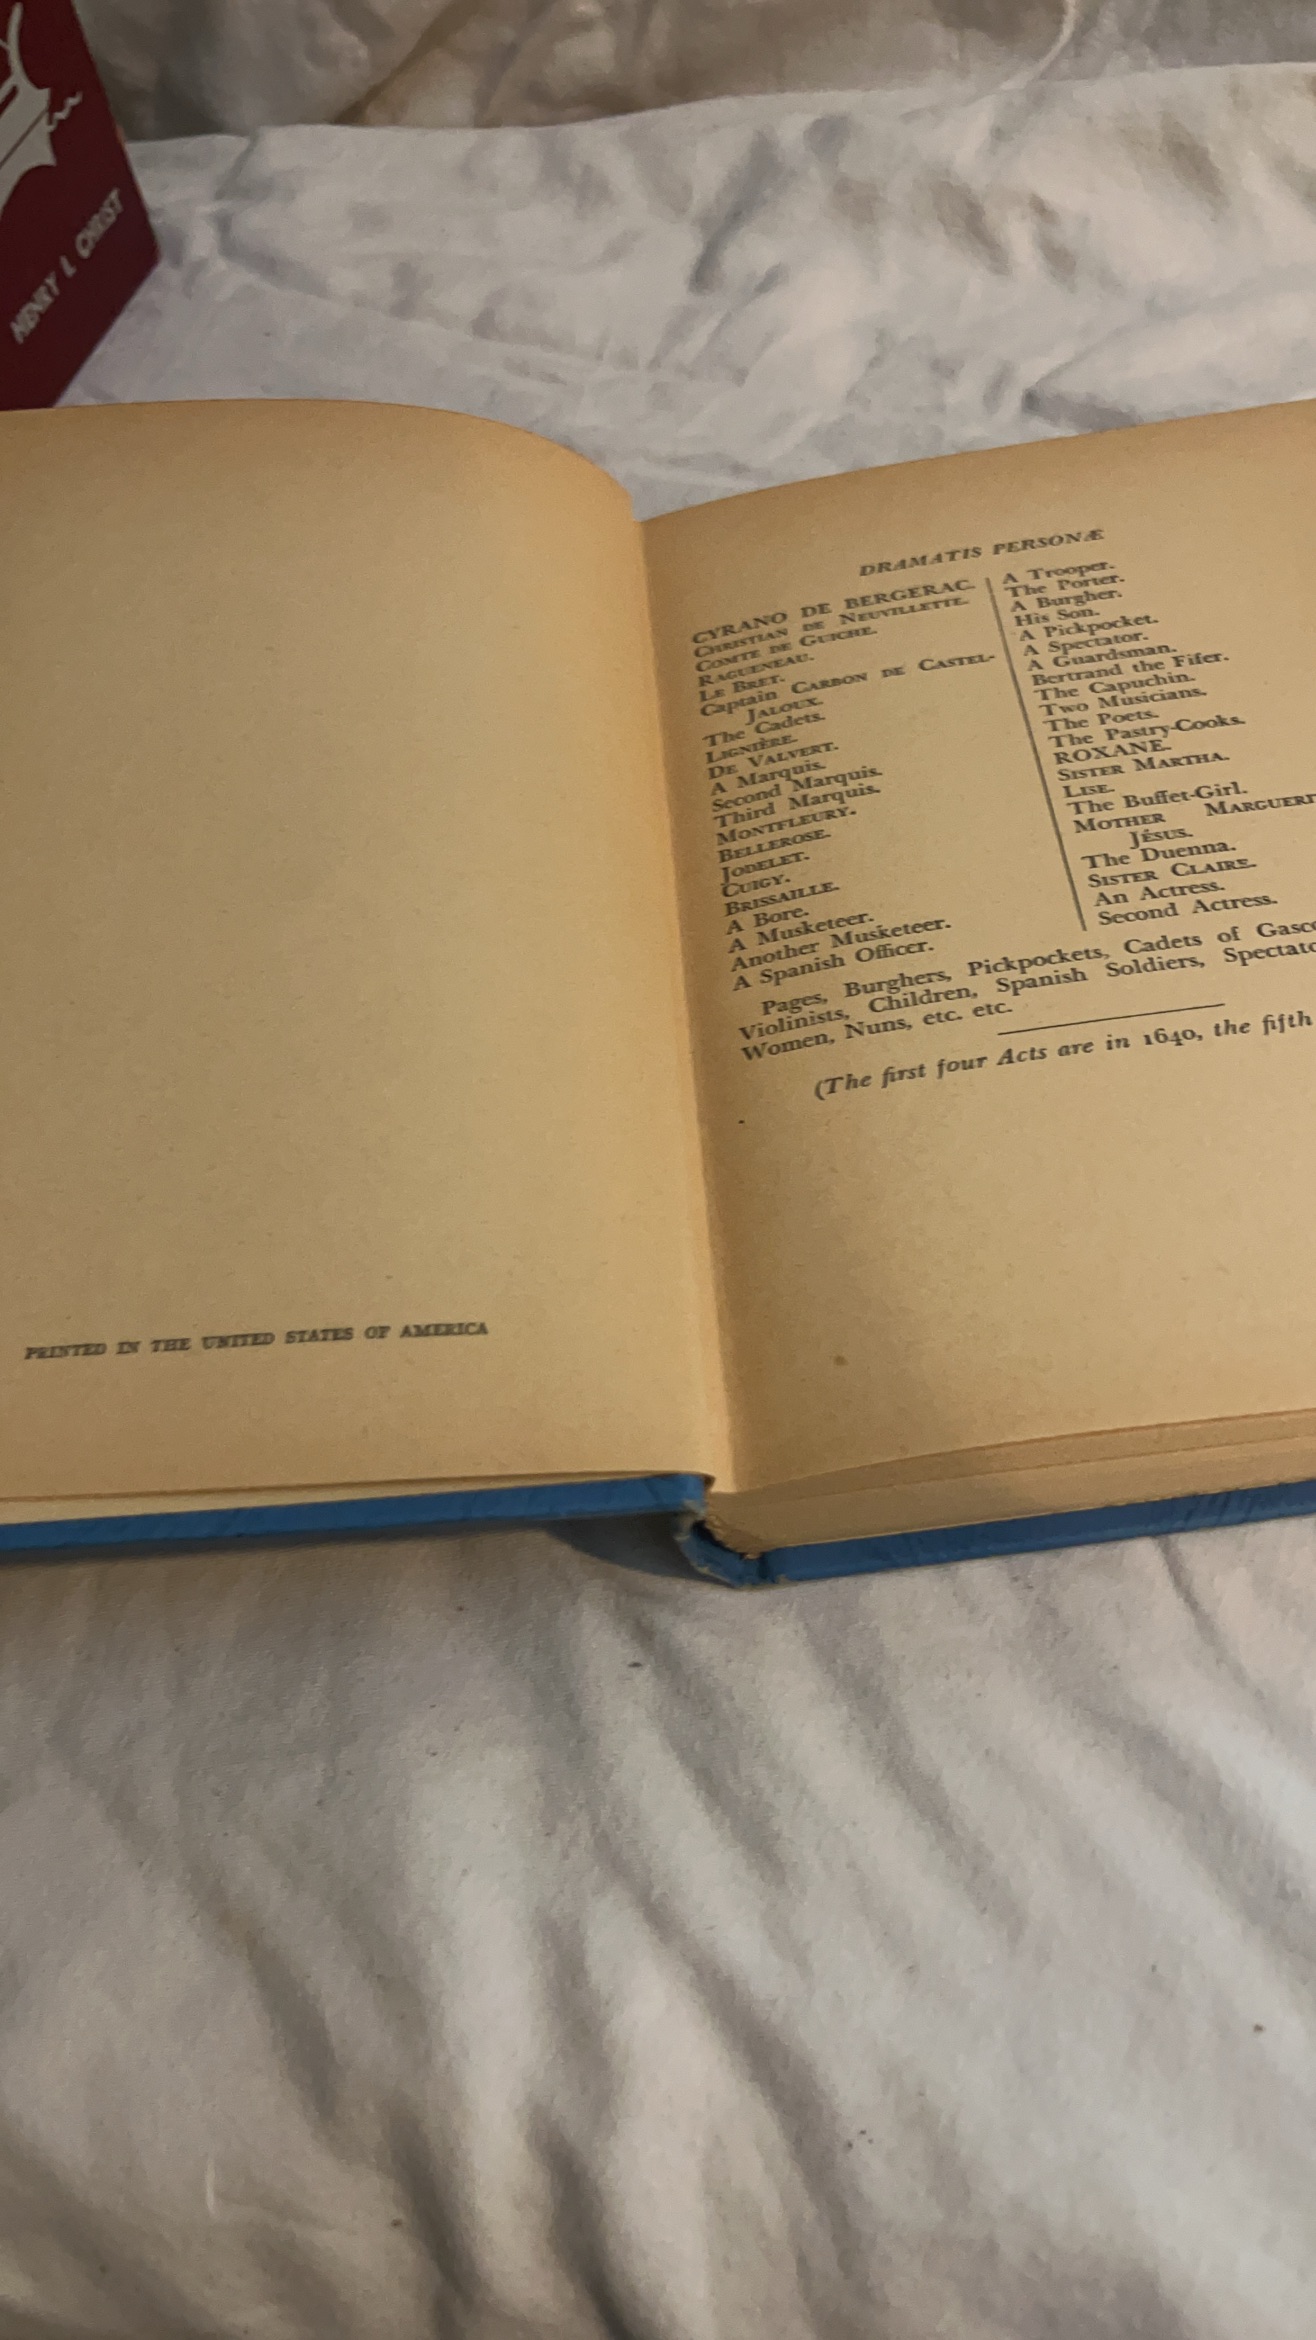 HENRY I. CHRIST
PRINTED IN THE UNITED STATES OF AMERICA
DRAMATIS PERSONÆ
CYRANO DE BERGERAC.
CHRISTIAN DE NEUVILLETTE.
COMTE DE GUICHE.
RAGUENEAU.
LE BRET.
Captain CARBON DE CASTEL-
JALOUX.
The Cadets.
LIGNIÈRE.
DE VALVERT.
A Marquis.
Second Marquis.
Third Marquis.
MONTFLEURY.
BELLEROSE.
JODELET.
CUIGY.
BRISSAILLE.
A Bore.
A Musketeer.
Another Musketeer.
A Spanish Officer.
A Trooper.
The Porter.
A Burgher.
His Son.
A Pickpocket.
A Spectator.
A Guardsman.
Bertrand the Fifer.
The Capuchin.
Two Musicians.
The Poets.
The Pastry-Cooks.
ROXANE.
SISTER MARTHA.
LISE.
The Buffet-Girl.
MOTHER MARGUERI
JÉSUS.
The Duenna.
SISTER CLAIRE.
An Actress.
Second Actress.
Pages, Burghers, Pickpockets, Cadets of Gasco
Violinists, Children, Spanish Soldiers, Spectato
Women, Nuns, etc. etc.
(The first four Acts are in 1640, the fifth